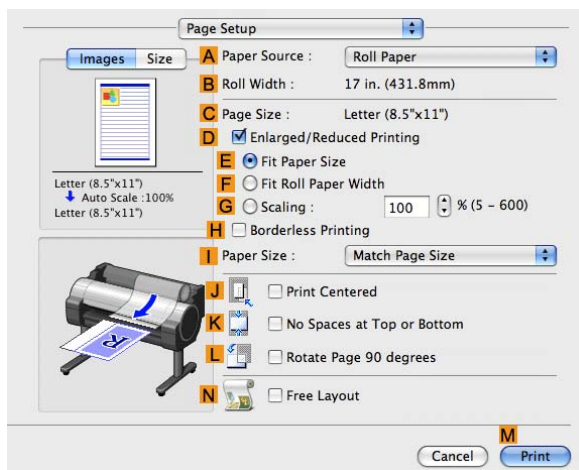 Page Setup
Images Size
A Paper Source : Roll Paper
B Roll Width : 17 in. (431.8mm)
C Page Size : Letter (8.5"x11")
D Enlarged/Reduced Printing
E Fit Paper Size
F Fit Roll Paper Width
G Scaling : 100 % (5 - 600)
H Borderless Printing
Letter (8.5"x11")
Auto Scale :100%
Letter (8.5"x11")
I Paper Size : Match Page Size
J Print Centered
K No Spaces at Top or Bottom
L Rotate Page 90 degrees
N Free Layout
R
M
Cancel Print